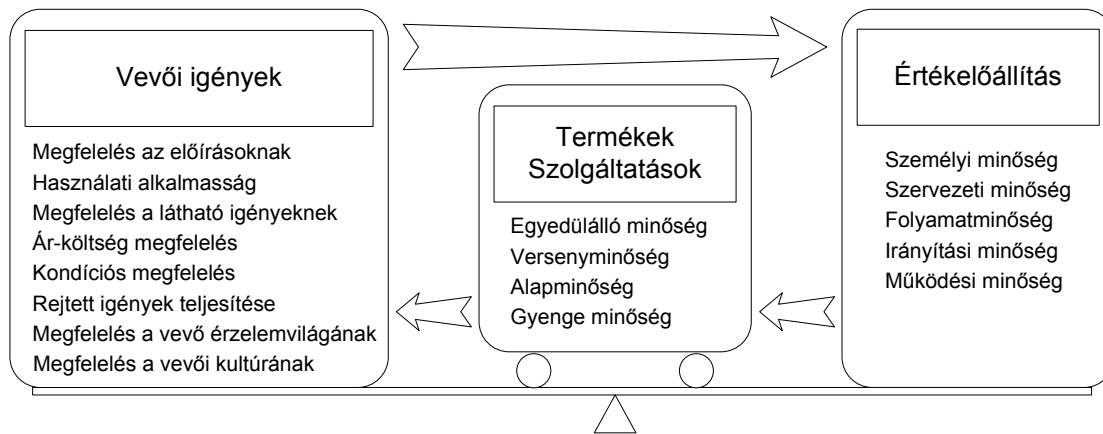 Vevői igények
Megfelelés az előírásoknak
Használati alkalmasság
Megfelelés a látható igényeknek
Ár-költség megfelelés
Kondíciós megfelelés
Rejtett igények teljesítése
Megfelelés a vevő érzelemvilágának
Megfelelés a vevői kultúrának
Termékek
Szolgáltatások
Egyedülálló minőség
Versenyminőség
Alapminőség
Gyenge minőség
Értékelőállítás
Személyi minőség
Szervezeti minőség
Folyamatminőség
Irányítási minőség
Működési minőség